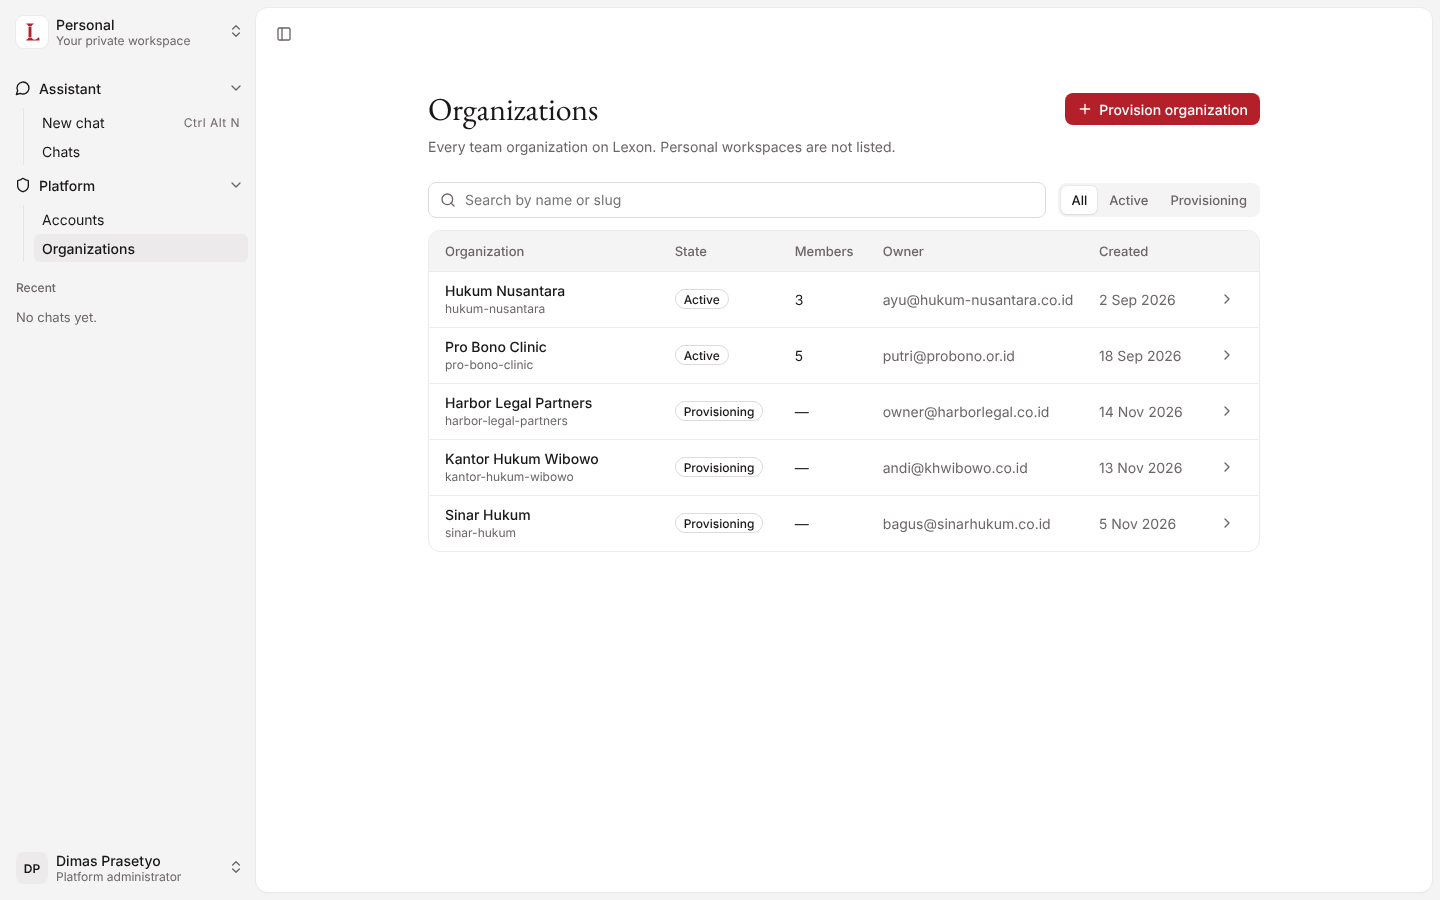 L
Personal
Your private workspace
Assistant
New chat Ctrl Alt N
Chats
Platform
Accounts
Organizations
Recent
No chats yet.
DP
Dimas Prasetyo
Platform administrator
Organizations
Provision organization
Every team organization on Lexon. Personal workspaces are not listed.
Search by name or slug
All Active Provisioning
Organization State Members Owner Created
Hukum Nusantara
hukum-nusantara
Active 3 ayu@hukum-nusantara.co.id 2 Sep 2026
Pro Bono Clinic
pro-bono-clinic
Active 5 putri@probono.or.id 18 Sep 2026
Harbor Legal Partners
harbor-legal-partners
Provisioning — owner@harborlegal.co.id 14 Nov 2026
Kantor Hukum Wibowo
kantor-hukum-wibowo
Provisioning — andi@khwibowo.co.id 13 Nov 2026
Sinar Hukum
sinar-hukum
Provisioning — bagus@sinarhukum.co.id 5 Nov 2026